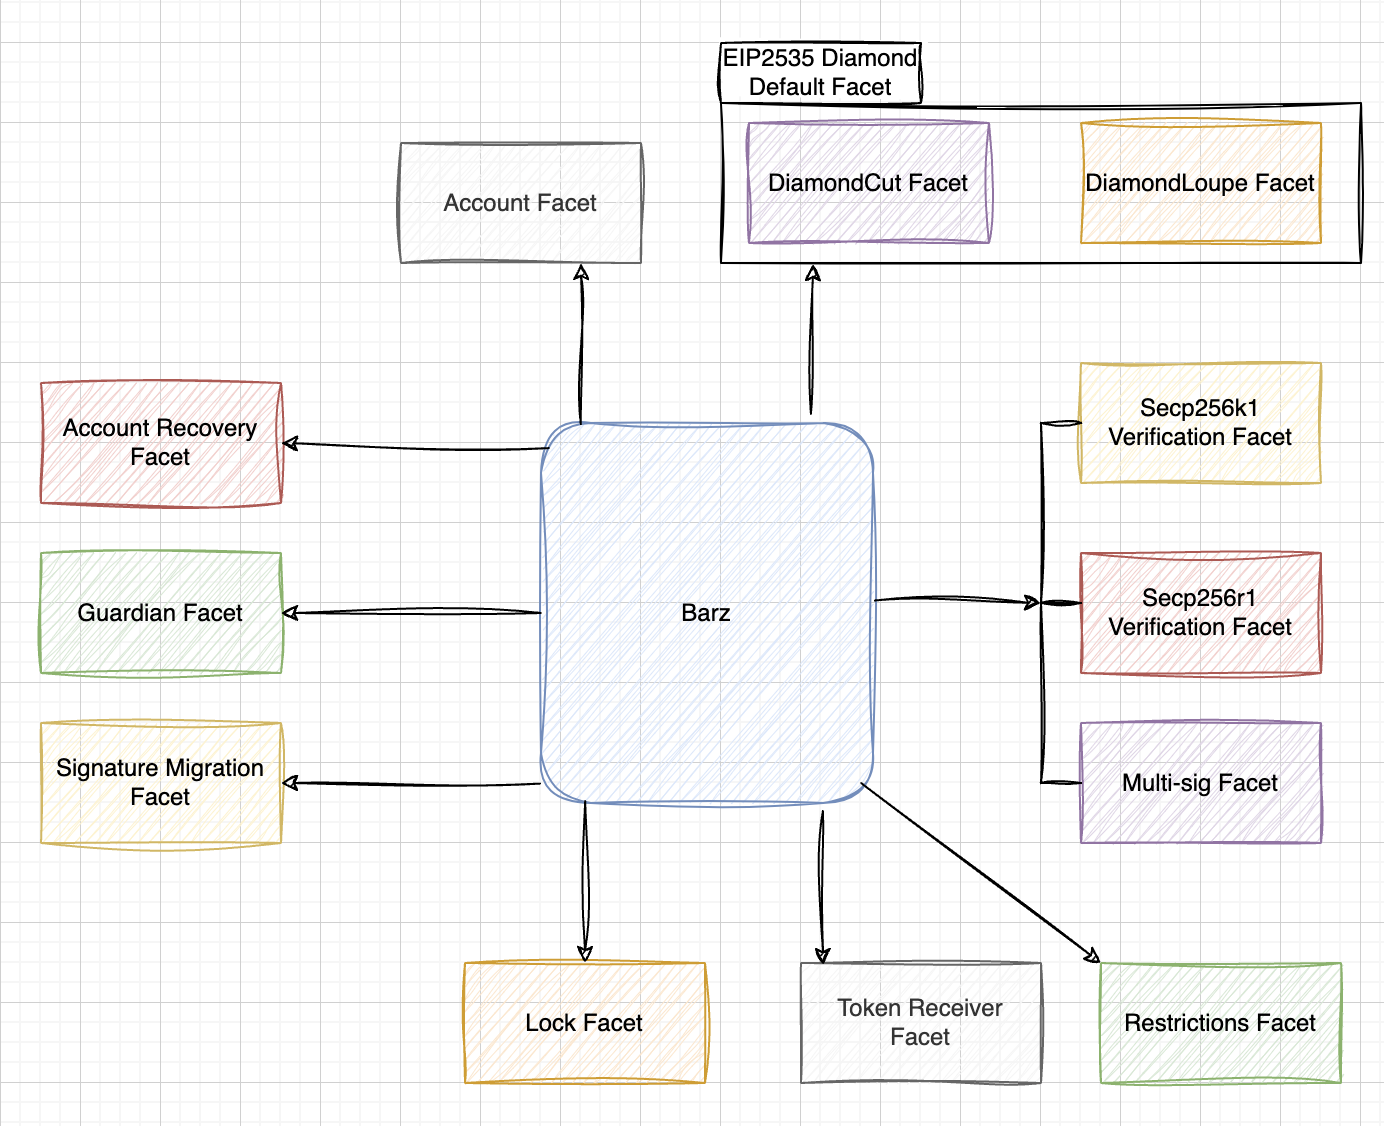 EIP2535 Diamond
Default Facet
DiamondCut Facet
DiamondLoupe Facet
Account Facet
Account Recovery
Facet
Secp256k1
Verification Facet
Guardian Facet
Barz
Secp256r1
Verification Facet
Signature Migration
Facet
Multi-sig Facet
Lock Facet
Token Receiver
Facet
Restrictions Facet